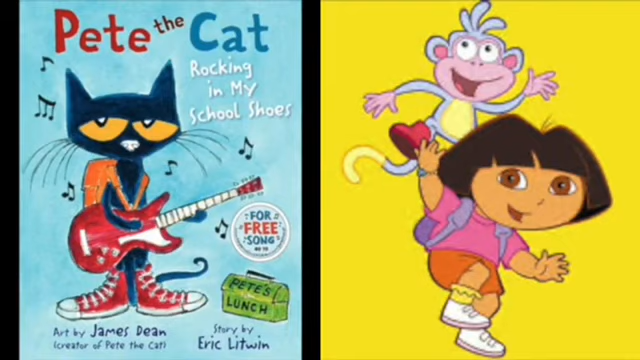 Pete the Cat
Rocking
in My
School Shoes
FOR
FREE
SONG
PETE'S
LUNCH
Art by James Dean
(creator of Pete the Cat)
Story by
Eric Litwin